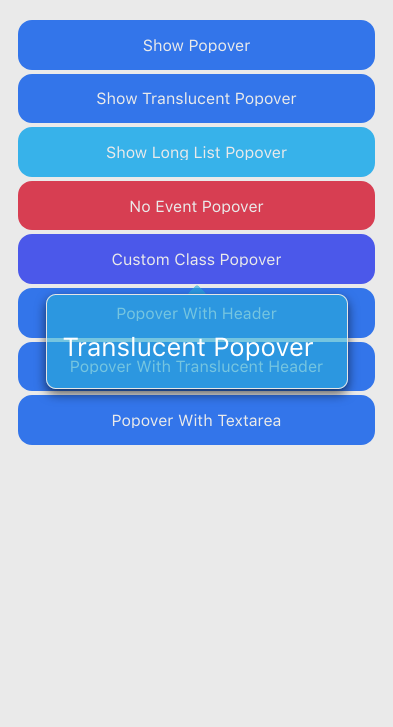 Show Popover
Show Translucent Popover
Show Long List Popover
No Event Popover
Custom Class Popover
Popover With Header
Translucent Popover
Popover With Translucent Header
Popover With Textarea